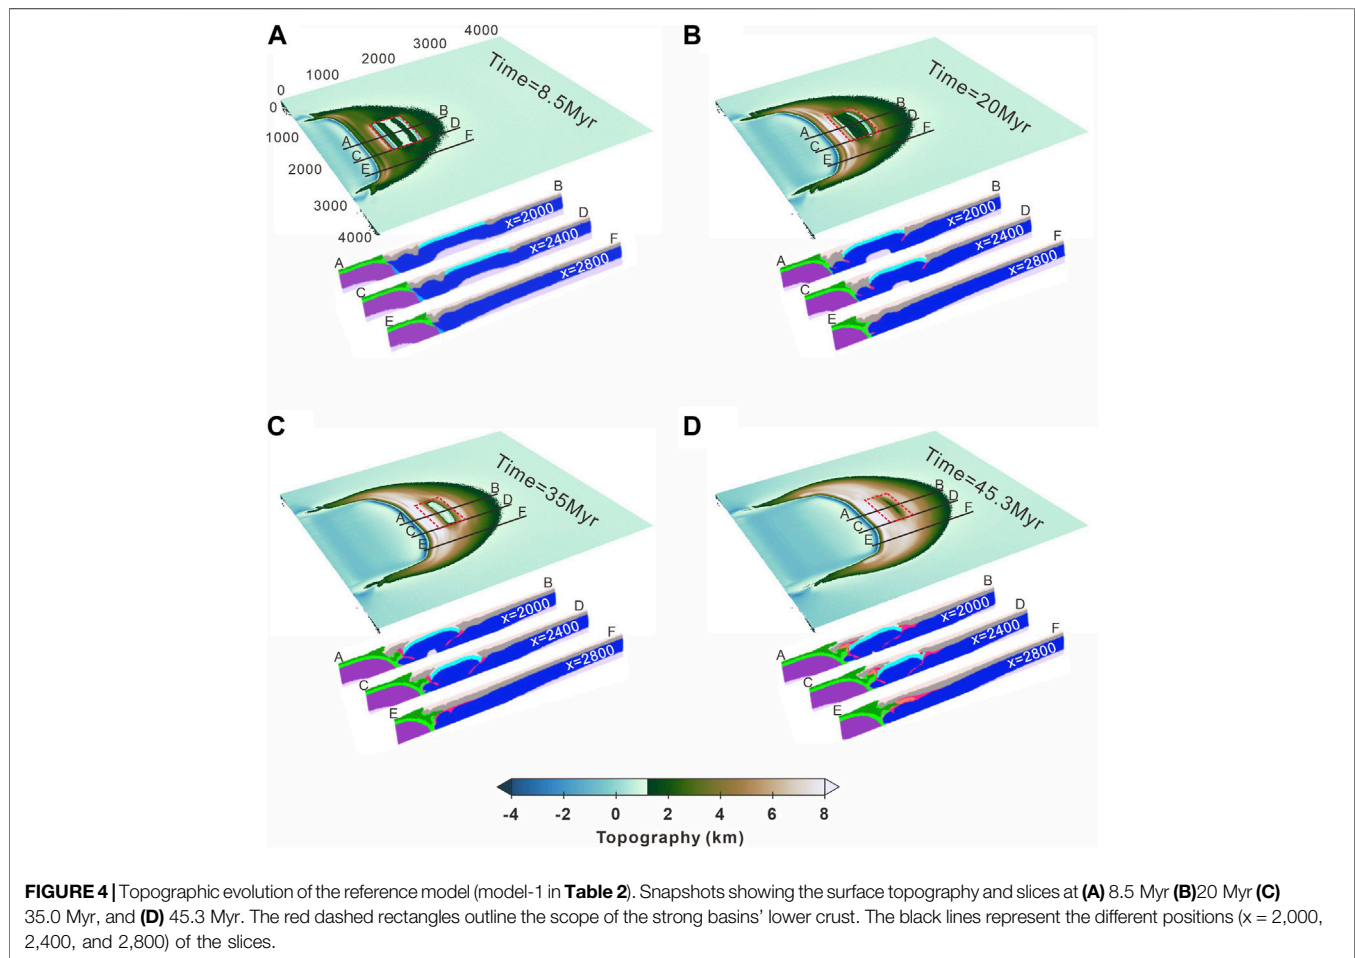 A
0
1000
2000
3000
4000
0
1000
2000
3000
4000
Time=8.5Myr
A
B
C
D
E
F
A
B
x=2000
C
D
x=2400
E
F
x=2800
B
Time=20Myr
A
B
C
D
E
F
A
B
x=2000
C
D
x=2400
E
F
x=2800
C
Time=35Myr
A
B
C
D
E
F
A
B
x=2000
C
D
x=2400
E
F
x=2800
D
Time=45.3Myr
A
B
C
D
E
F
A
B
x=2000
C
D
x=2400
E
F
x=2800
-4 -2 0 2 4 6 8
Topography (km)
FIGURE 4 | Topographic evolution of the reference model (model-1 in Table 2). Snapshots showing the surface topography and slices at (A) 8.5 Myr (B)20 Myr (C)
35.0 Myr, and (D) 45.3 Myr. The red dashed rectangles outline the scope of the strong basins’ lower crust. The black lines represent the different positions (x = 2,000,
2,400, and 2,800) of the slices.